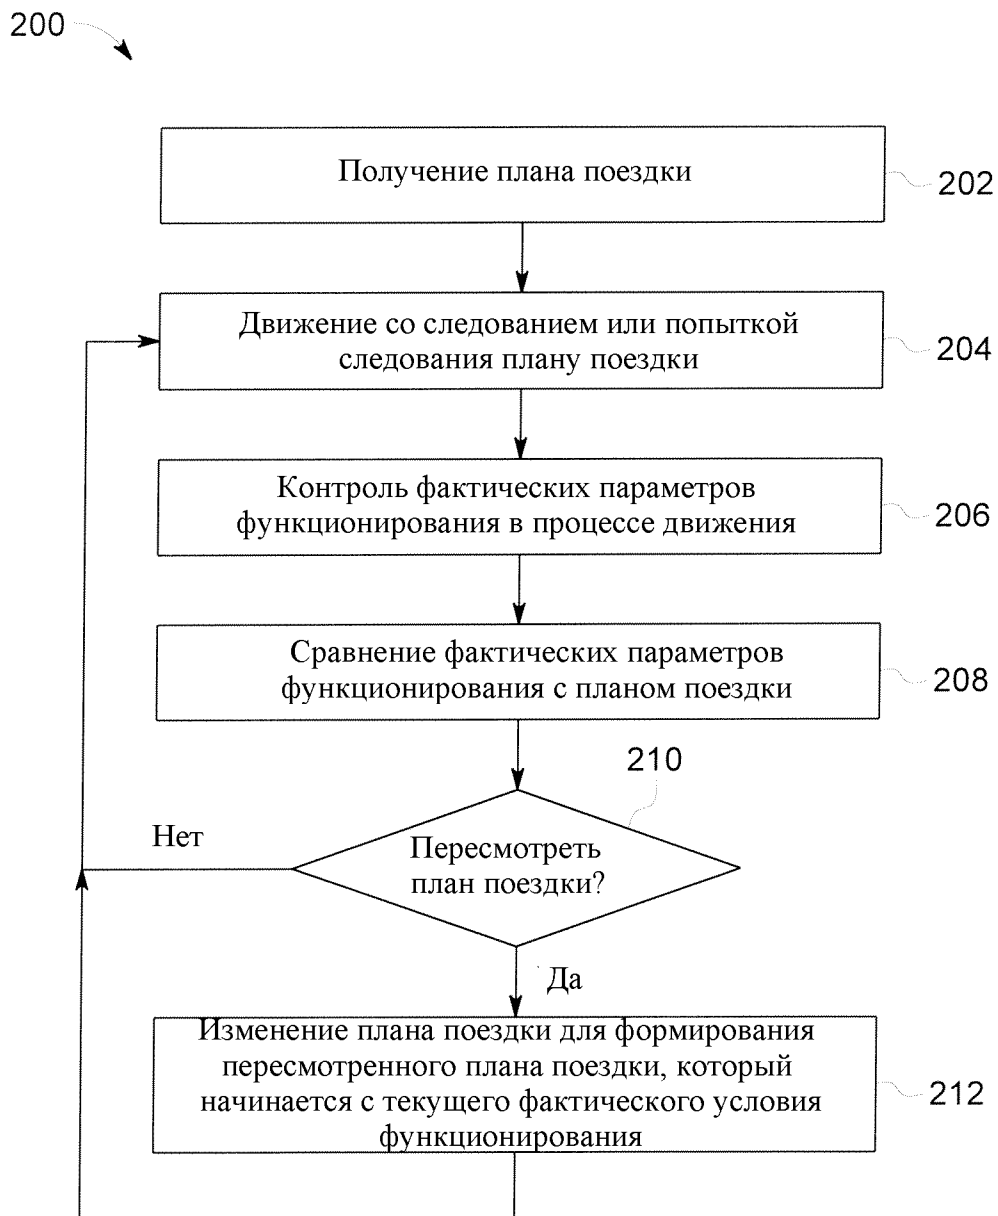 200
Получение плана поездки
202
Движение со следованием или попыткой
следования плану поездки
204
Контроль фактических параметров
функционирования в процессе движения
206
Сравнение фактических параметров
функционирования с планом поездки
208
210
Пересмотреть
план поездки?
Нет
Да
Изменение плана поездки для формирования
пересмотренного плана поездки, который
начинается с текущего фактического условия
функционирования
212